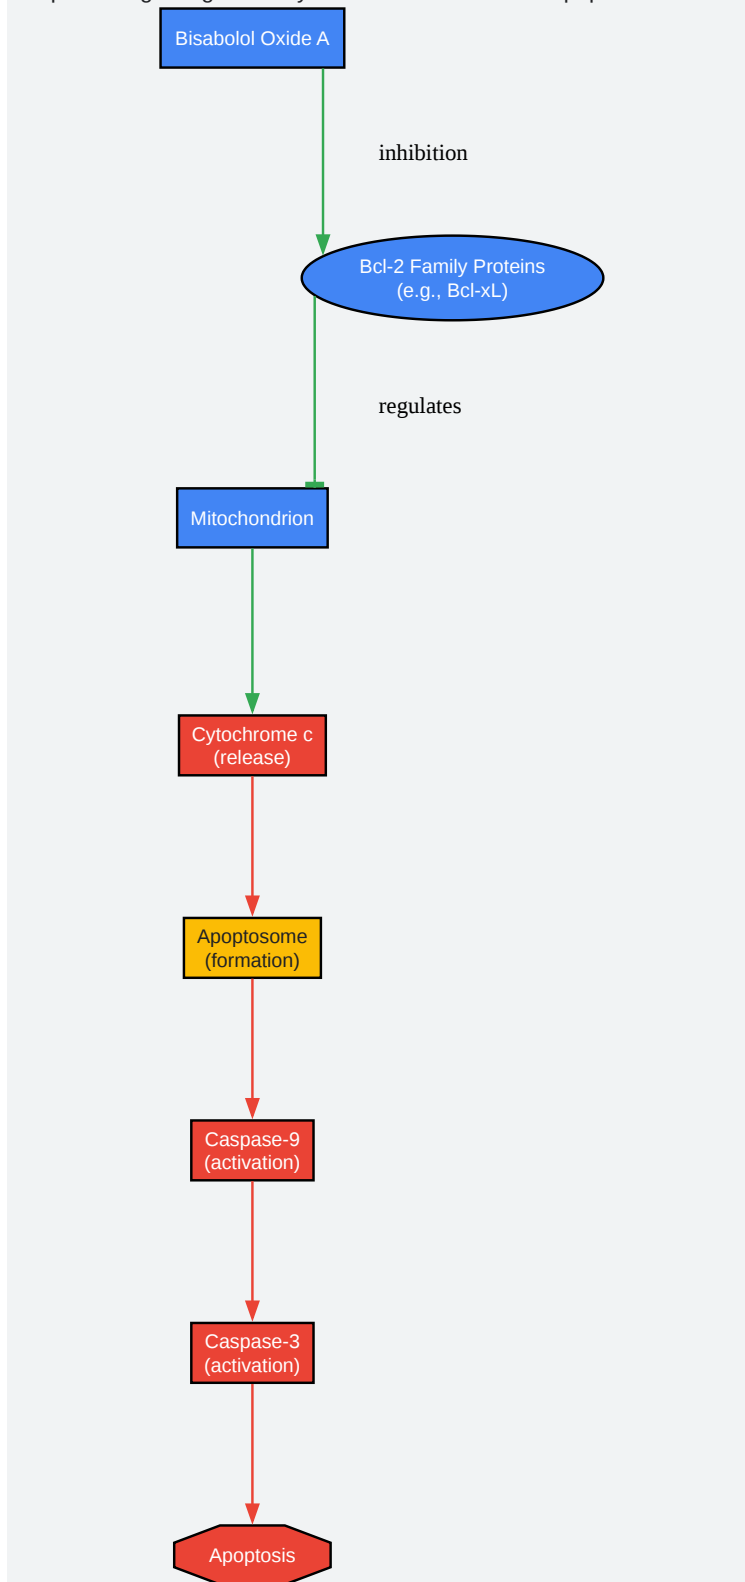 Bisabolol Oxide A
inhibition
Bcl-2 Family Proteins
(e.g., Bcl-xL)
regulates
Mitochondrion
Cytochrome c
(release)
Apoptosome
(formation)
Caspase-9
(activation)
Caspase-3
(activation)
Apoptosis